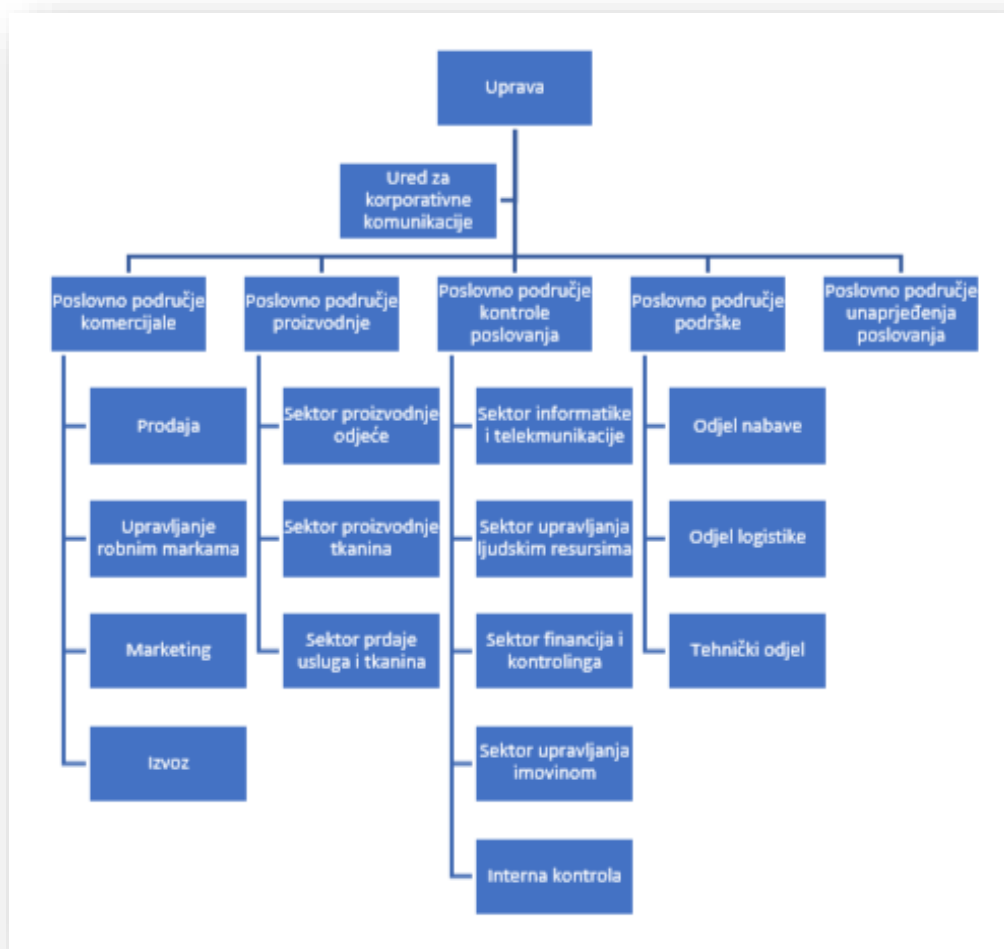 Uprava
Ured za
korporativne
komunikacije
Poslovno područje
komercijale
Poslovno područje
proizvodnje
Poslovno područje
kontrole
poslovanja
Poslovno područje
podrške
Poslovno područje
unaprjeđenja
poslovanja
Prodaja
Upravljanje
robnim markama
Marketing
Izvoz
Sektor proizvodnje
odjeće
Sektor proizvodnje
tkanina
Sektor prdaje
usluga i tkanina
Sektor informatike
i telekmunikacije
Sektor upravljanja
ljudskim resursima
Sektor financija i
kontrolinga
Sektor upravljanja
imovinom
Interna kontrola
Odjel nabave
Odjel logistike
Tehnički odjel